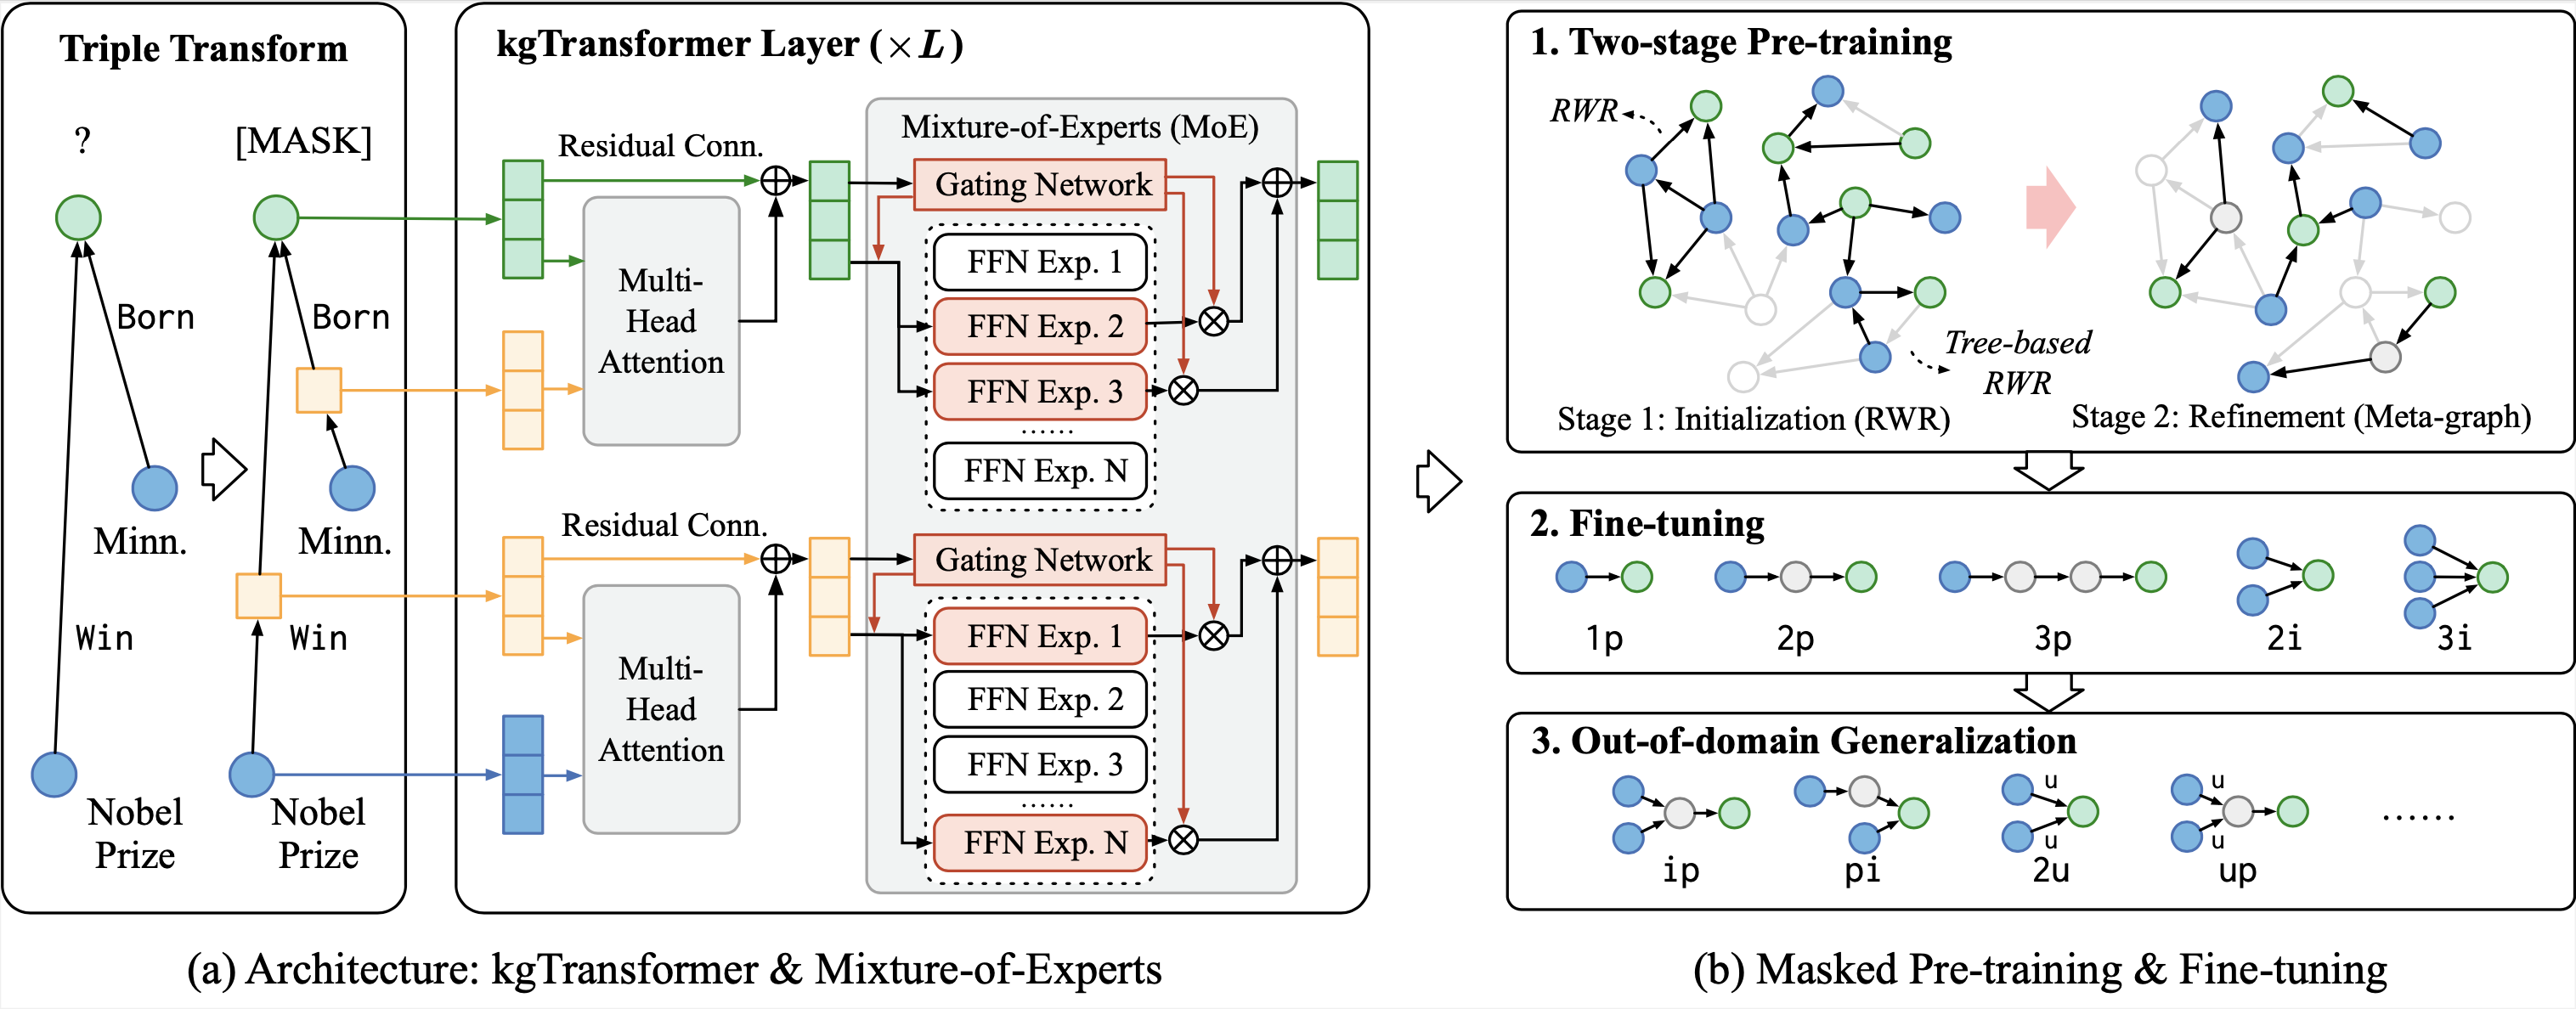 Triple Transform
?
[MASK]
Born
Born
Minn.
Minn.
Win
Win
Nobel
Prize
Nobel
Prize
kgTransformer Layer (× L)
Residual Conn.
Multi-
Head
Attention
Mixture-of-Experts (MoE)
Gating Network
FFN Exp. 1
FFN Exp. 2
FFN Exp. 3
......
FFN Exp. N
Residual Conn.
Multi-
Head
Attention
Gating Network
FFN Exp. 1
FFN Exp. 2
FFN Exp. 3
......
FFN Exp. N
(a) Architecture: kgTransformer & Mixture-of-Experts
1. Two-stage Pre-training
RWR
Tree-based
RWR
Stage 1: Initialization (RWR)
Stage 2: Refinement (Meta-graph)
2. Fine-tuning
1p
2p
3p
2i
3i
3. Out-of-domain Generalization
ip
pi
u
u
2u
u
u
up
......
(b) Masked Pre-training & Fine-tuning